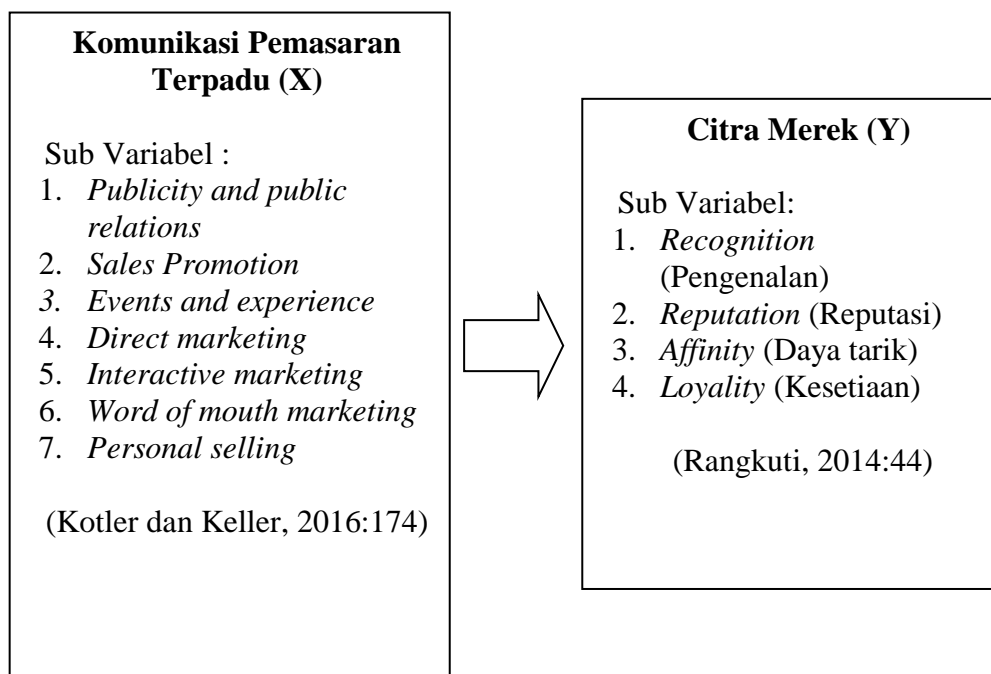 Komunikasi Pemasaran
Terpadu (X)
Sub Variabel :
1. Publicity and public
relations
2. Sales Promotion
3. Events and experience
4. Direct marketing
5. Interactive marketing
6. Word of mouth marketing
7. Personal selling
(Kotler dan Keller, 2016:174)
Citra Merek (Y)
Sub Variabel:
1. Recognition
(Pengenalan)
2. Reputation (Reputasi)
3. Affinity (Daya tarik)
4. Loyality (Kesetiaan)
(Rangkuti, 2014:44)